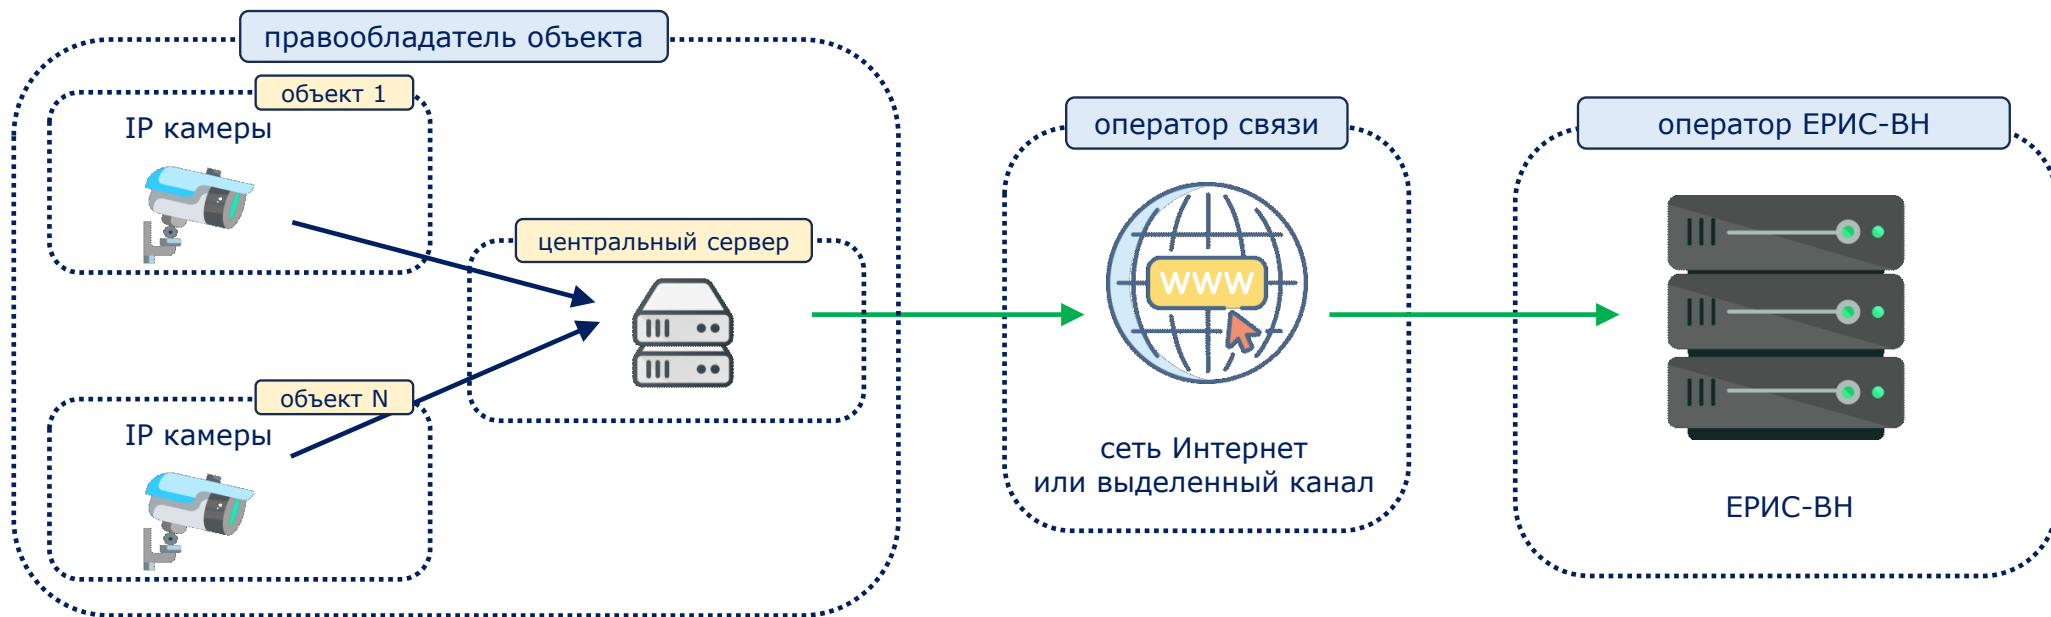 правообладатель объекта
объект 1
IP камеры
центральный сервер
объект N
IP камеры
оператор связи
www
сеть Интернет
или выделенный канал
оператор ЕРИС-ВН
ЕРИС-ВН